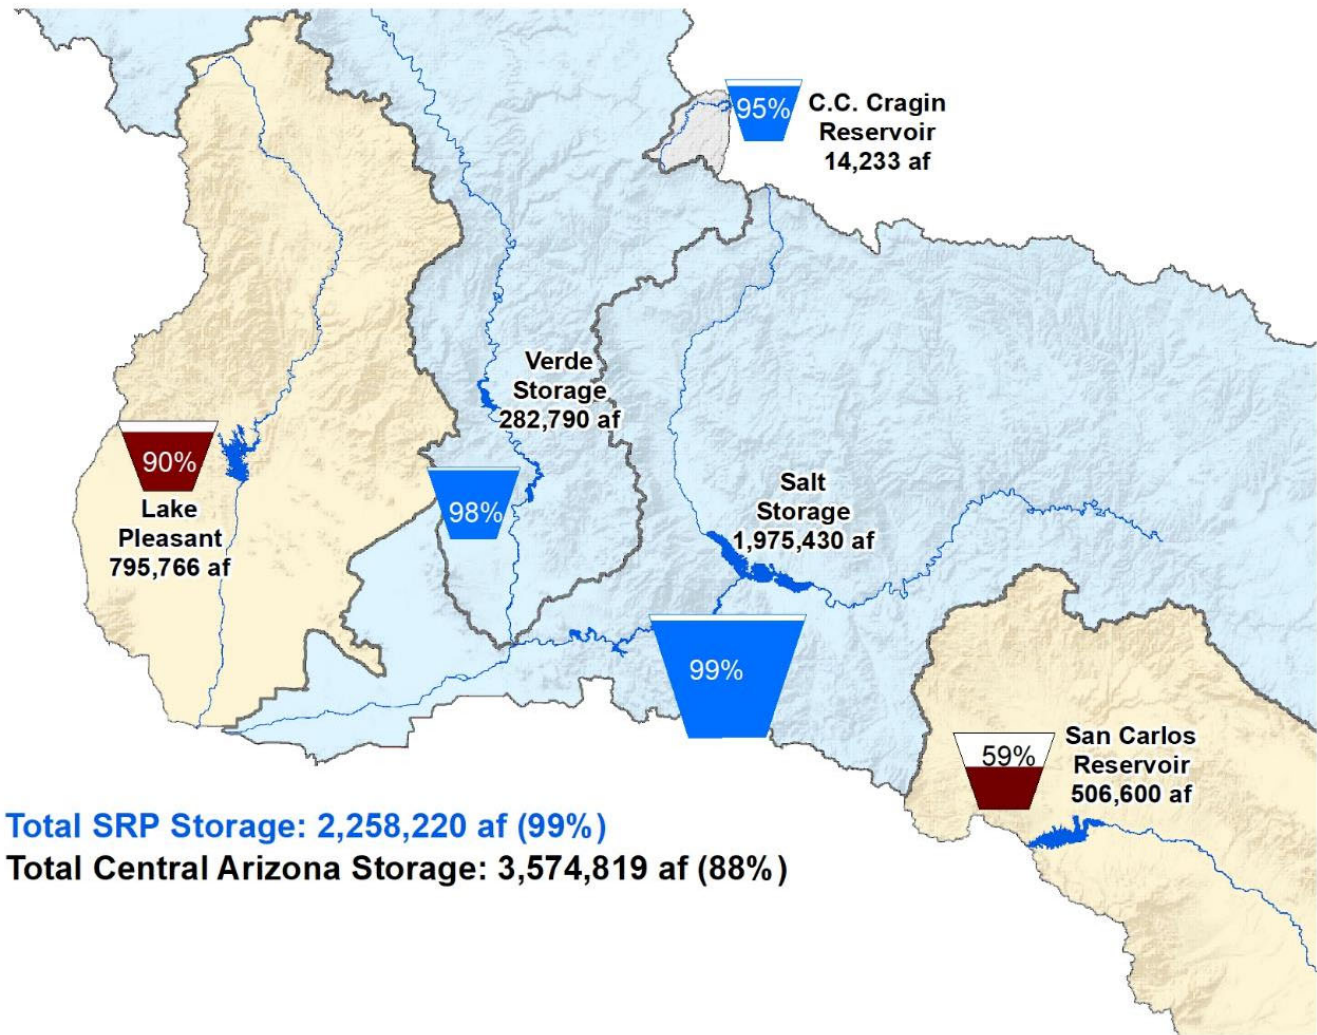 95%
C.C. Cragin
Reservoir
14,233 af
Verde
Storage
282,790 af
90%
Lake
Pleasant
795,766 af
98%
Salt
Storage
1,975,430 af
99%
59%
San Carlos
Reservoir
506,600 af
Total SRP Storage: 2,258,220 af (99%)
Total Central Arizona Storage: 3,574,819 af (88%)